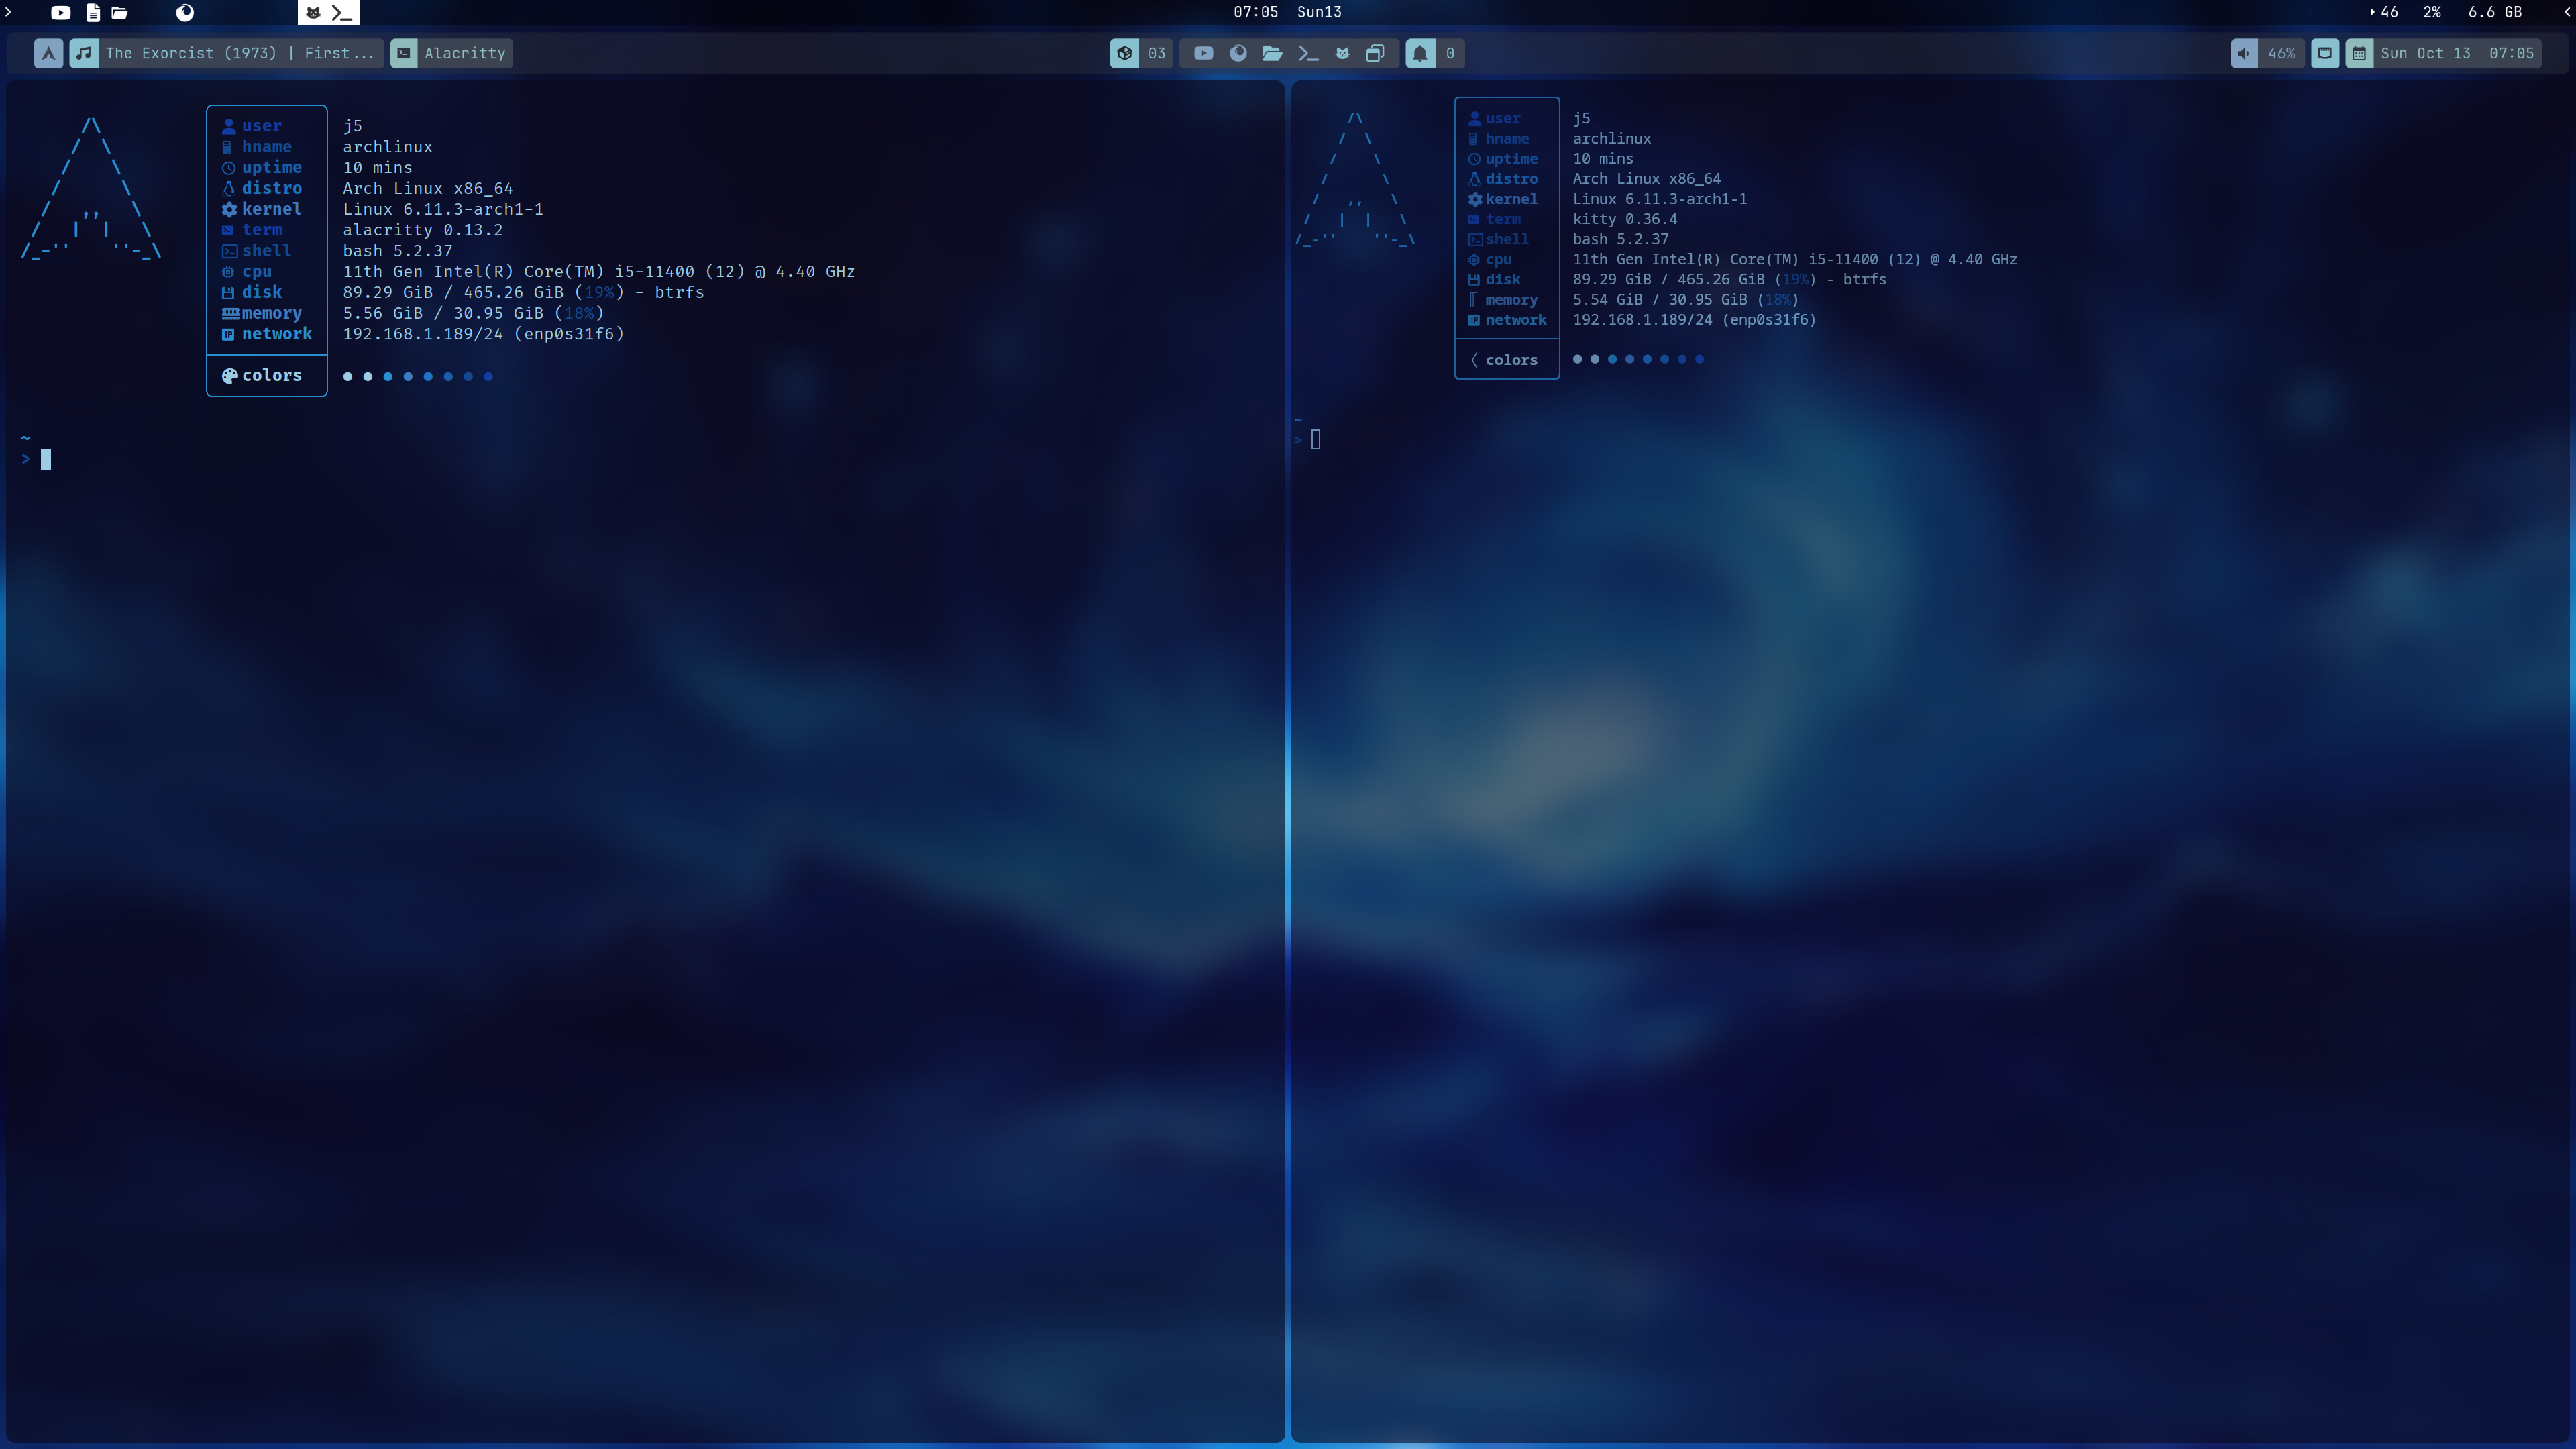 07:05 Sun13
46 2% 6.6 GB
The Exorcist (1973) | First... Alacritty
03 0
46% Sun Oct 13 07:05
user j5
hname archlinux
uptime 10 mins
distro Arch Linux x86_64
kernel Linux 6.11.3-arch1-1
term alacritty 0.13.2
shell bash 5.2.37
cpu 11th Gen Intel(R) Core(TM) i5-11400 (12) @ 4.40 GHz
disk 89.29 GiB / 465.26 GiB (19%) - btrfs
memory 5.56 GiB / 30.95 GiB (18%)
network 192.168.1.189/24 (enp0s31f6)
colors
~
>
user j5
hname archlinux
uptime 10 mins
distro Arch Linux x86_64
kernel Linux 6.11.3-arch1-1
term kitty 0.36.4
shell bash 5.2.37
cpu 11th Gen Intel(R) Core(TM) i5-11400 (12) @ 4.40 GHz
disk 89.29 GiB / 465.26 GiB (19%) - btrfs
memory 5.54 GiB / 30.95 GiB (18%)
network 192.168.1.189/24 (enp0s31f6)
colors
~
>